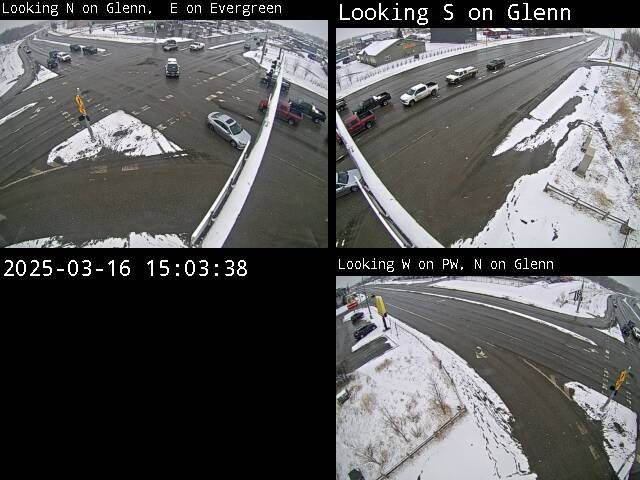 Looking N on Glenn,  E on Evergreen
Looking S on Glenn
2025-03-16 15:03:38
Looking W on PW, N on Glenn